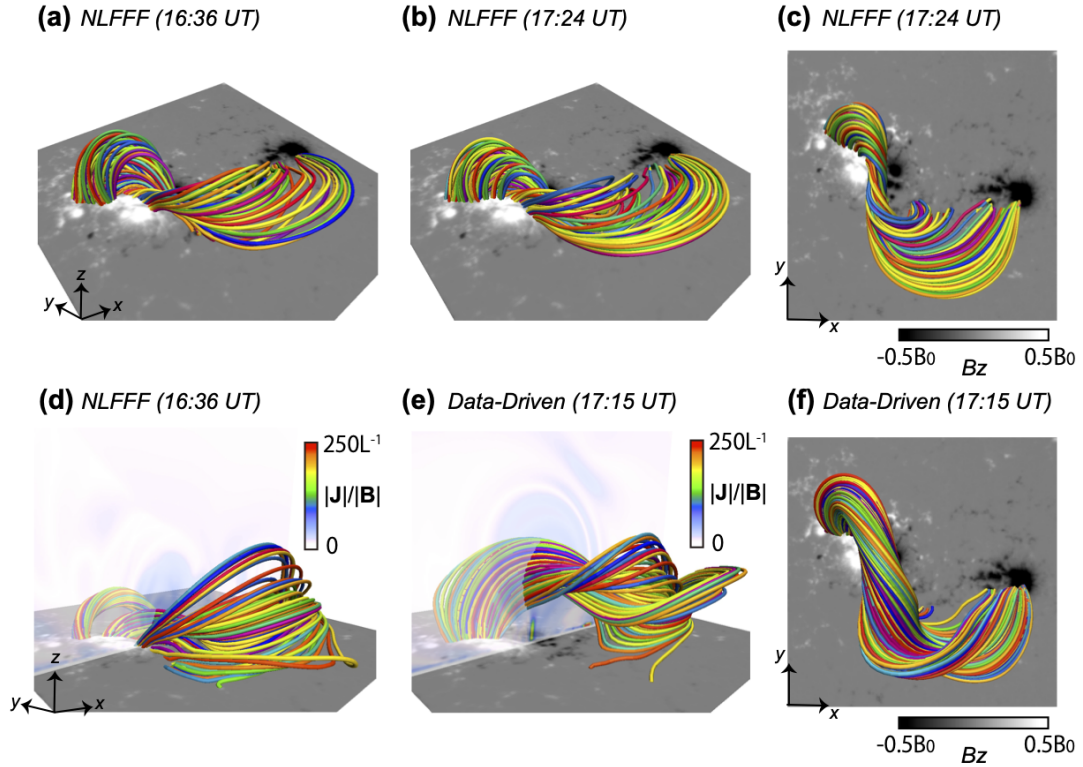 (a) NLFFF (16:36 UT)
(b) NLFFF (17:24 UT)
(c) NLFFF (17:24 UT)
z
y
x
y
x
-0.5B0
0.5B0
Bz
(d) NLFFF (16:36 UT)
(e) Data-Driven (17:15 UT)
(f) Data-Driven (17:15 UT)
250L⁻¹
|J|/|B|
0
250L⁻¹
|J|/|B|
0
z
y
x
y
x
-0.5B0
0.5B0
Bz